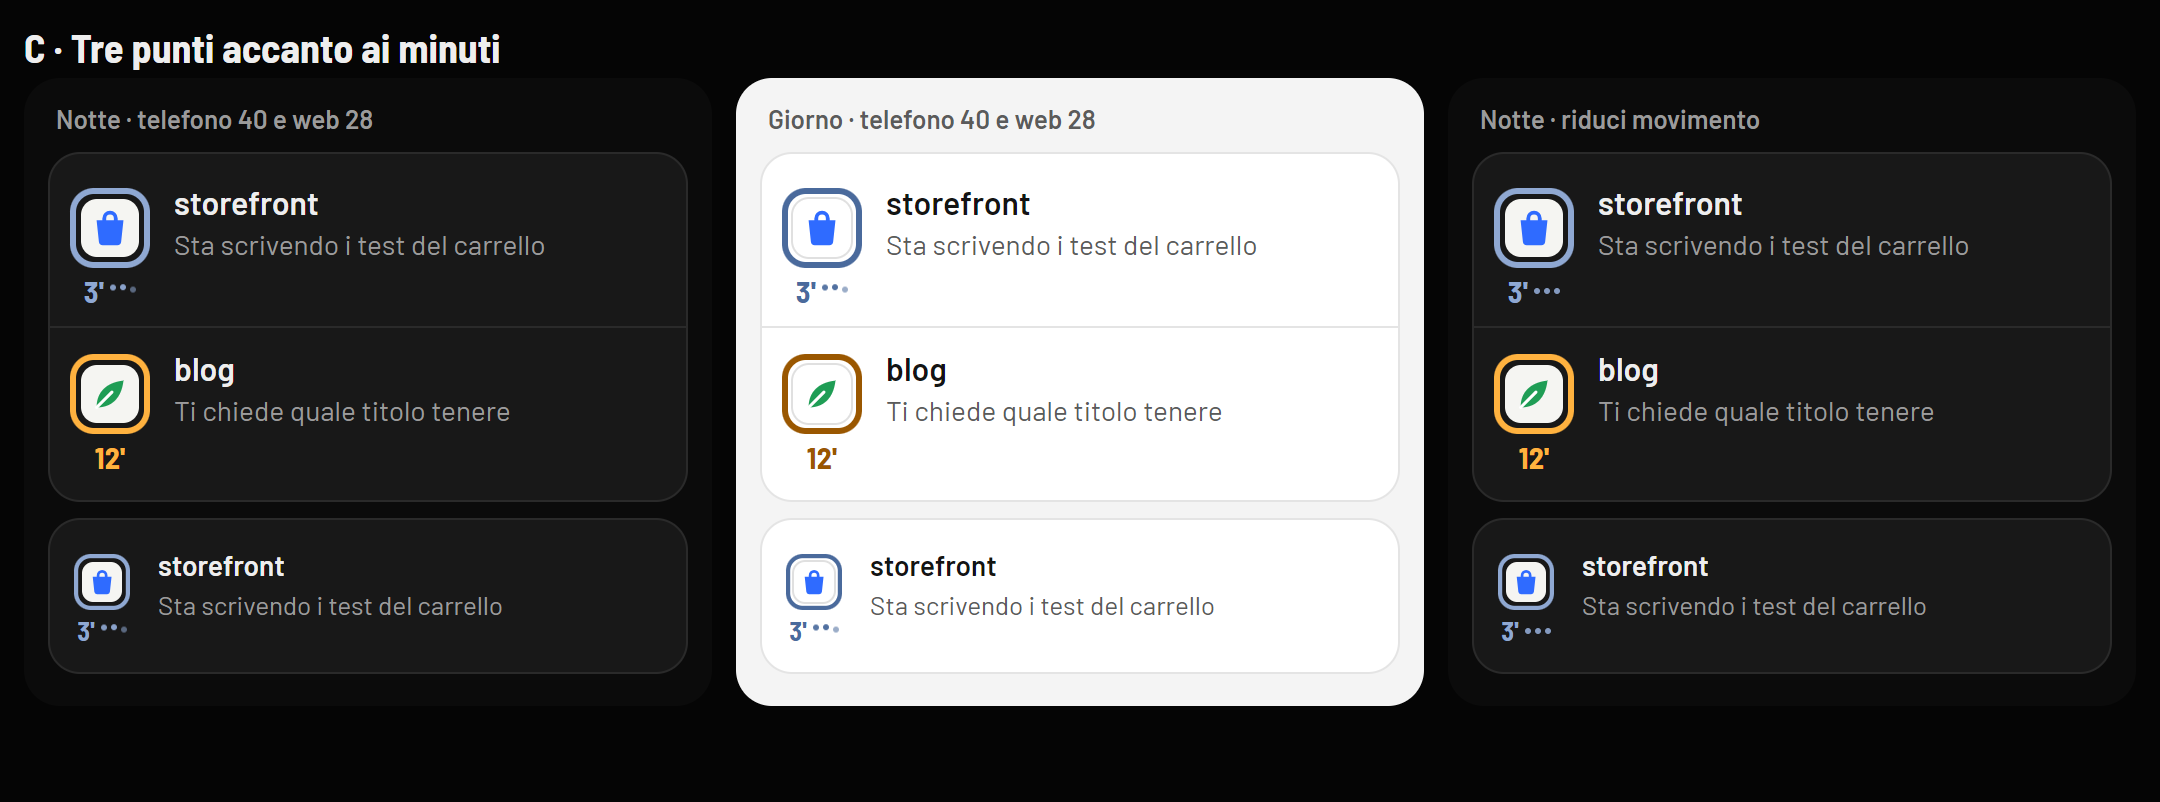 C · Tre punti accanto ai minuti
Notte · telefono 40 e web 28
storefront
Sta scrivendo i test del carrello
3'
blog
Ti chiede quale titolo tenere
12'
storefront
Sta scrivendo i test del carrello
3'
Giorno · telefono 40 e web 28
storefront
Sta scrivendo i test del carrello
3'
blog
Ti chiede quale titolo tenere
12'
storefront
Sta scrivendo i test del carrello
3'
Notte · riduci movimento
storefront
Sta scrivendo i test del carrello
3'
blog
Ti chiede quale titolo tenere
12'
storefront
Sta scrivendo i test del carrello
3'